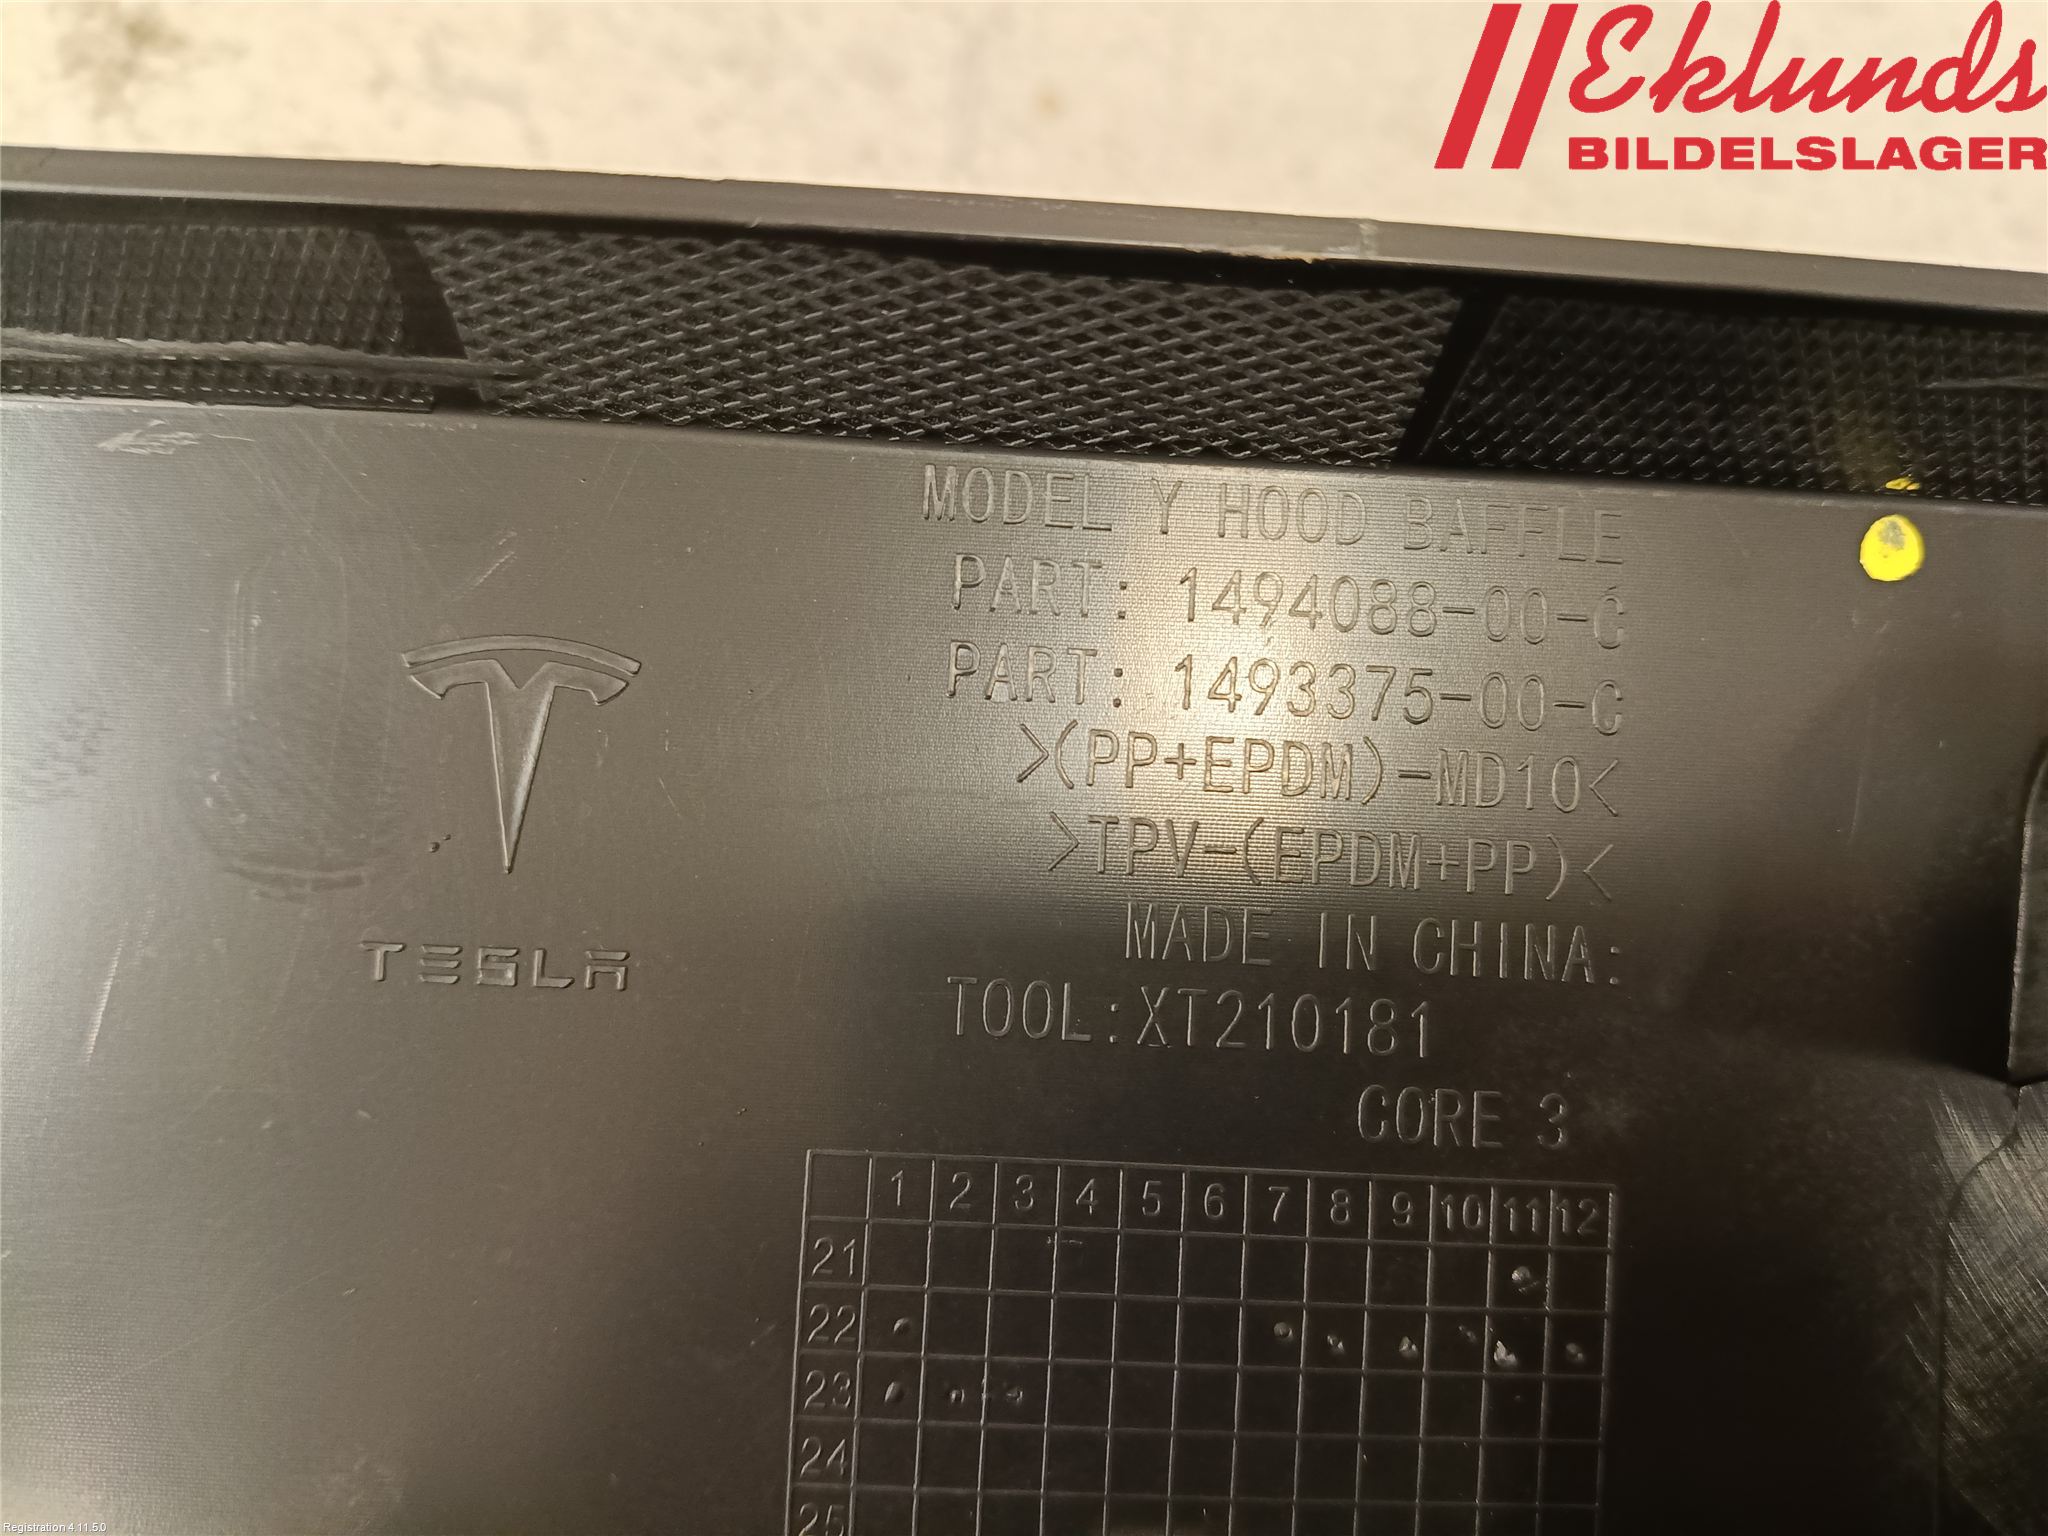 Eklunds
BILDELSLAGER
MODEL Y HOOD BAFFLE
PART: 1494088-00-C
PART: 1493375-00-C
>(PP+EPDM)-MD10<
>TPV-(EPDM+PP)<
MADE IN CHINA:
TESLA
TOOL:XT210181
CORE 3
1 2 3 4 5 6 7 8 9 10 11 12
21
22
23
24
25
Registration 4.11.5.0